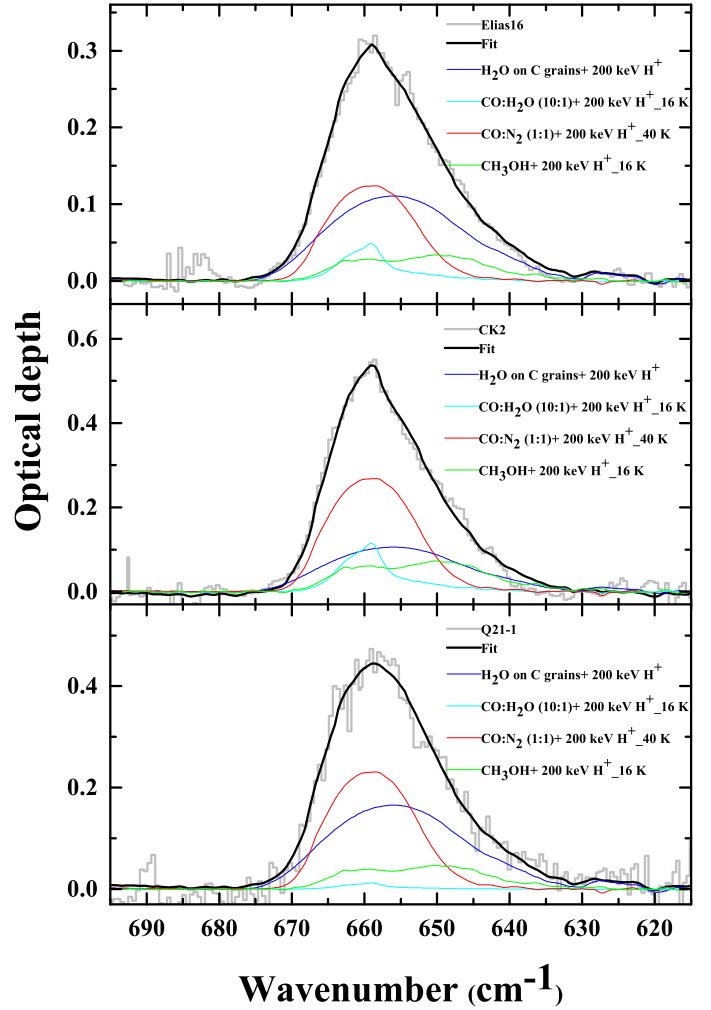 Optical depth
0.3
0.2
0.1
0.0
Elias16
Fit
H₂O on C grains+ 200 keV H⁺
CO:H₂O (10:1)+ 200 keV H⁺_16 K
CO:N₂ (1:1)+ 200 keV H⁺_40 K
CH₃OH+ 200 keV H⁺_16 K
0.6
0.4
0.2
0.0
CK2
Fit
H₂O on C grains+ 200 keV H⁺
CO:H₂O (10:1)+ 200 keV H⁺_16 K
CO:N₂ (1:1)+ 200 keV H⁺_40 K
CH₃OH+ 200 keV H⁺_16 K
0.4
0.2
0.0
Q21-1
Fit
H₂O on C grains+ 200 keV H⁺
CO:H₂O (10:1)+ 200 keV H⁺_16 K
CO:N₂ (1:1)+ 200 keV H⁺_40 K
CH₃OH+ 200 keV H⁺_16 K
690 680 670 660 650 640 630 620
Wavenumber (cm⁻¹)